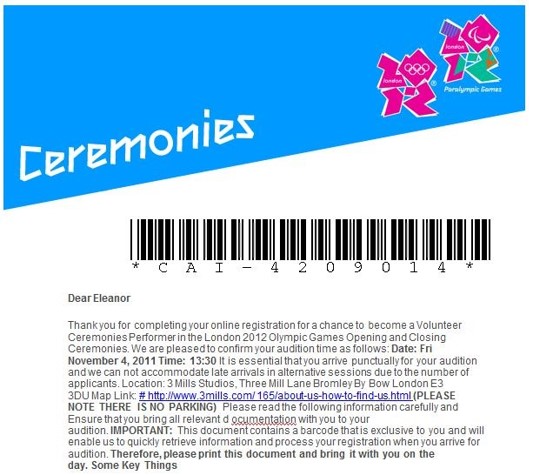 london
london
Paralympic Games
Ceremonies
*CAI-4209014*
Dear Eleanor
Thank you for completing your online registration for a chance to become a Volunteer
Ceremonies Performer in the London 2012 Olympic Games Opening and Closing
Ceremonies. We are pleased to confirm your audition time as follows: Date: Fri
November 4, 2011 Time: 13:30 It is essential that you arrive punctually for your audition
and we can not accommodate late arrivals in alternative sessions due to the number of
applicants. Location: 3 Mills Studios, Three Mill Lane Bromley By Bow London E3
3DU Map Link: # http://www.3mills.com/ 165/about-us-how-to-find-us.html (PLEASE
NOTE THERE IS NO PARKING) Please read the following information carefully and
Ensure that you bring all relevant d ocumentation with you to your
audition. IMPORTANT: This document contains a barcode that is exclusive to you and will
enable us to quickly retrieve information and process your registration when you arrive for
audition. Therefore, please print this document and bring it with you on the
day. Some Key Things